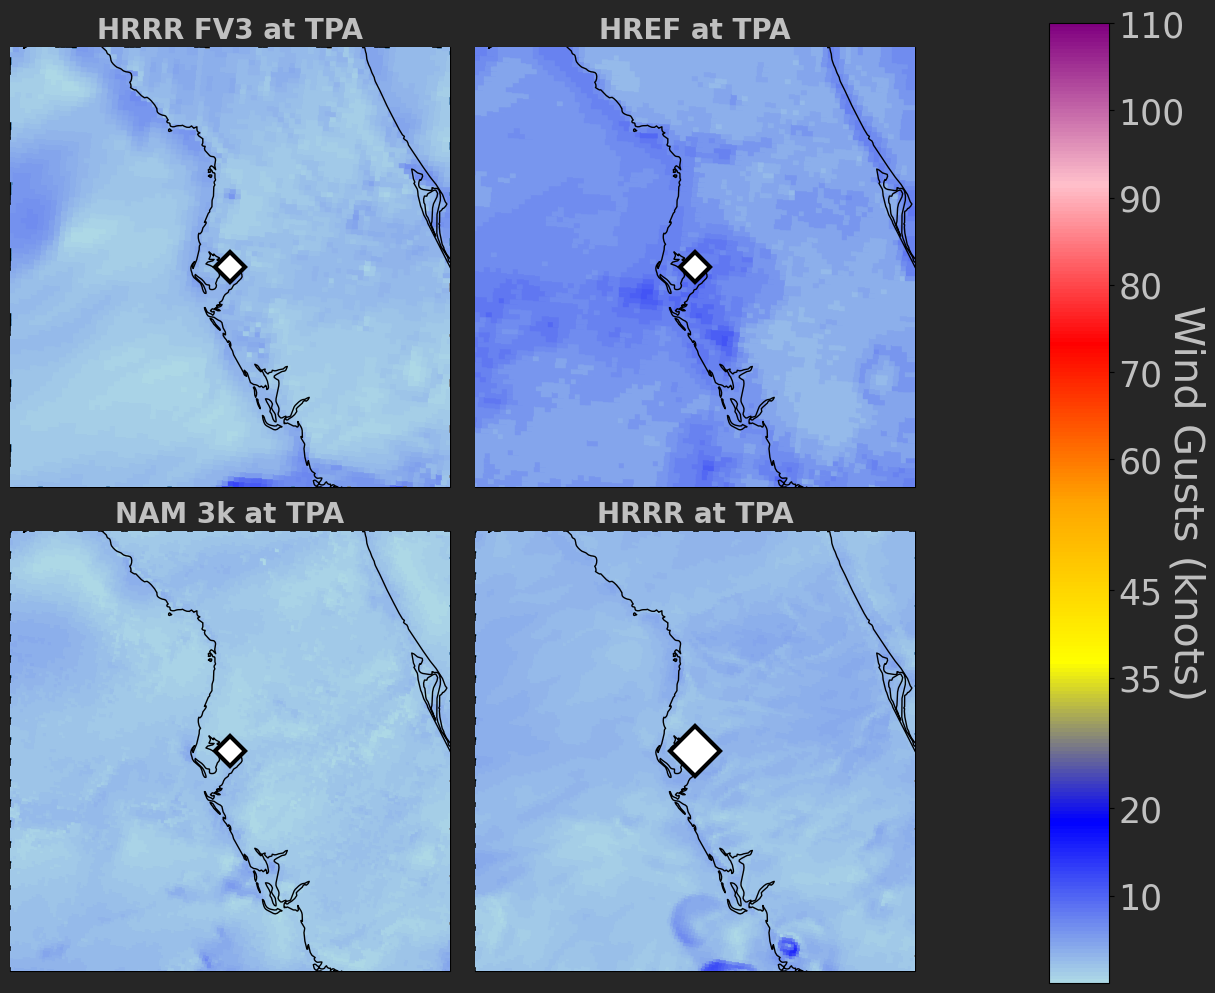 HRRR FV3 at TPA
HREF at TPA
NAM 3k at TPA
HRRR at TPA
110
100
90
80
70
60
45
35
20
10
Wind Gusts (knots)